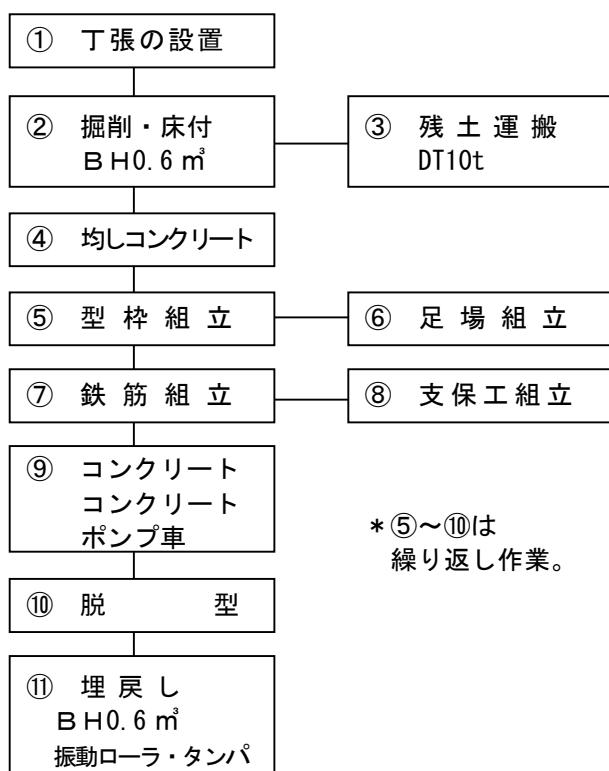 ① 丁張の設置
② 掘削・床付
ＢＨ0.6㎥
③ 残土運搬
DT10t
④ 均しコンクリート
⑤ 型枠組立
⑥ 足場組立
⑦ 鉄筋組立
⑧ 支保工組立
⑨ コンクリート
コンクリート
ポンプ車
＊⑤～⑩は
繰り返し作業。
⑩ 脱型
⑪ 埋戻し
ＢＨ0.6㎥
振動ローラ・タンパ